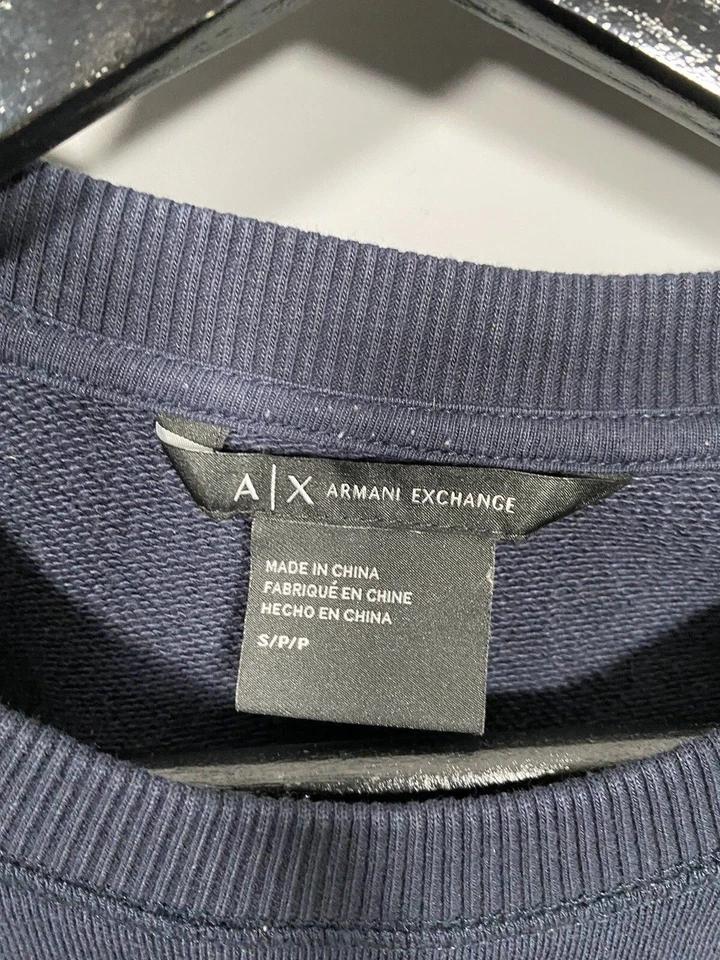 A|X ARMANI EXCHANGE
MADE IN CHINA
FABRIQUÉ EN CHINE
HECHO EN CHINA
S/P/P